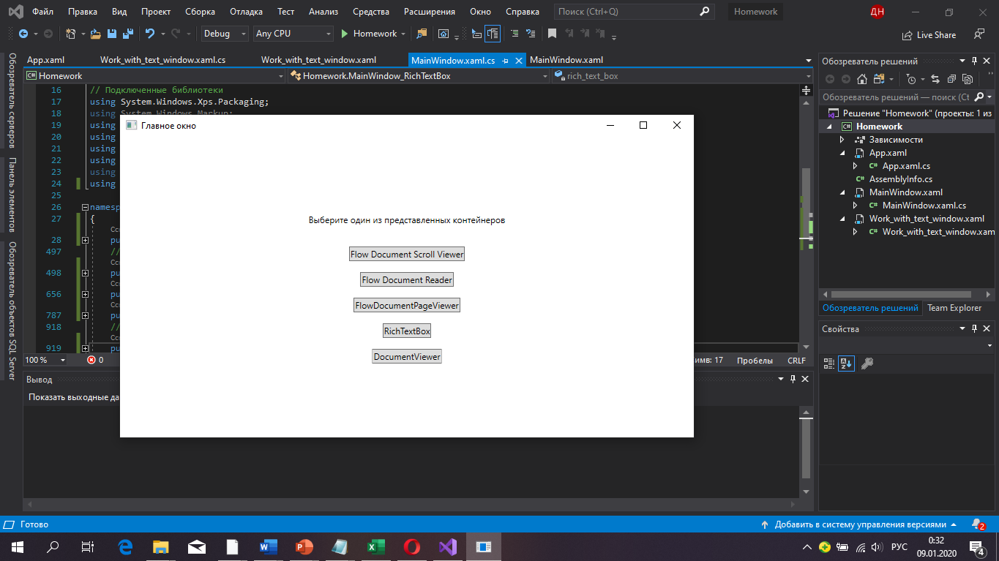 Файл Правка Вид Проект Сборка Отладка Тест Анализ Средства Расширения Окно Справка Поиск (Ctrl+Q) Homework ДН
Debug Any CPU Homework Live Share
App.xaml Work_with_text_window.xaml.cs Work_with_text_window.xaml MainWindow.xaml.cs MainWindow.xaml
Homework Homework.MainWindow_RichTextBox rich_text_box
16 // Подключенные библиотеки
17 using System.Windows.Xps.Packaging;
18 using System.Windows.Markup;
19 using
20 using
21 using
22 using
23 using
24 using
25
26 namesp
27 {
Ссы
28 pu
497 //
Ссы
498 pu
Ссы
656 pu
Ссы
787 pu
918 //
Ссы
919 pu
100 % 0
имв: 17 Пробелы CRLF
Главное окно
Выберите один из представленных контейнеров
Flow Document Scroll Viewer
Flow Document Reader
FlowDocumentPageViewer
RichTextBox
DocumentViewer
Вывод
Показать выходные да
Обозреватель серверов
Панель элементов
Обозреватель объектов SQL Server
Обозреватель решений
Обозреватель решений — поиск (Ct
Решение "Homework" (проекты: 1 из
Homework
Зависимости
App.xaml
App.xaml.cs
AssemblyInfo.cs
MainWindow.xaml
MainWindow.xaml.cs
Work_with_text_window.xaml
Work_with_text_window.xam
Обозреватель решений Team Explorer
Свойства
Готово Добавить в систему управления версиями 2
РУС 0:32
09.01.2020 4